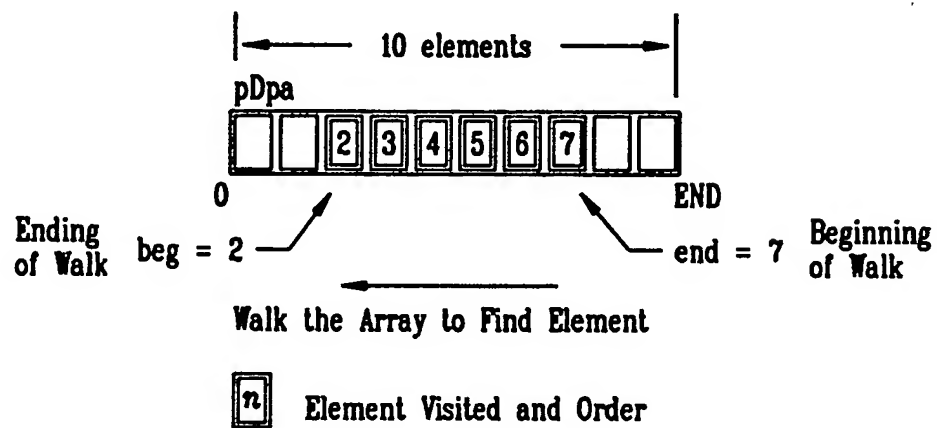 10 elements
pDpa
2 3 4 5 6 7
0 END
Ending of Walk beg = 2 end = 7 Beginning of Walk
Walk the Array to Find Element
n Element Visited and Order